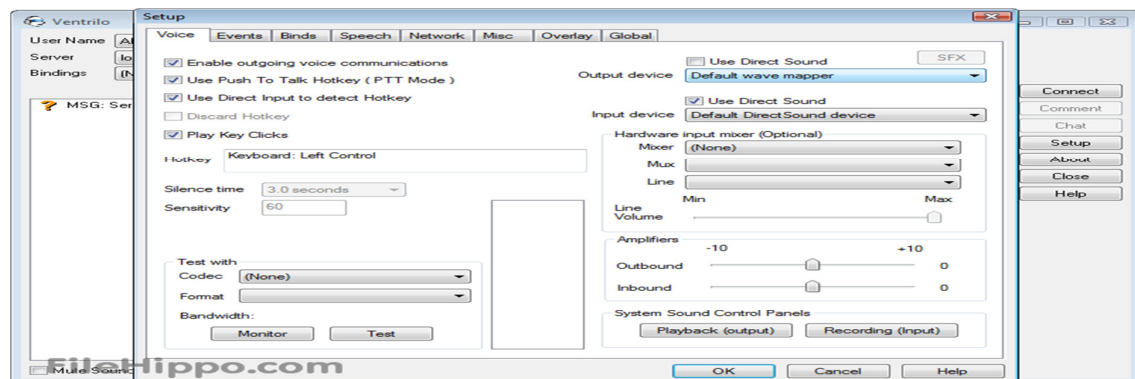 Ventrilo
User Name
Server
Bindings
MSG: Ser
Mute Sound
Setup
Voice Events Binds Speech Network Misc Overlay Global
Enable outgoing voice communications
Use Push To Talk Hotkey ( PTT Mode )
Use Direct Input to detect Hotkey
Discard Hotkey
Play Key Clicks
Hotkey Keyboard: Left Control
Silence time 3.0 seconds
Sensitivity 60
Test with
Codec (None)
Format
Bandwidth:
Monitor Test
Use Direct Sound SFX
Output device Default wave mapper
Use Direct Sound
Input device Default DirectSound device
Hardware input mixer (Optional)
Mixer (None)
Mux
Line
Min Max
Line
Volume
Amplifiers
-10 +10
Outbound 0
Inbound 0
System Sound Control Panels
Playback (output) Recording (Input)
OK Cancel Help
Connect
Comment
Chat
Setup
About
Close
Help
FileHippo.com